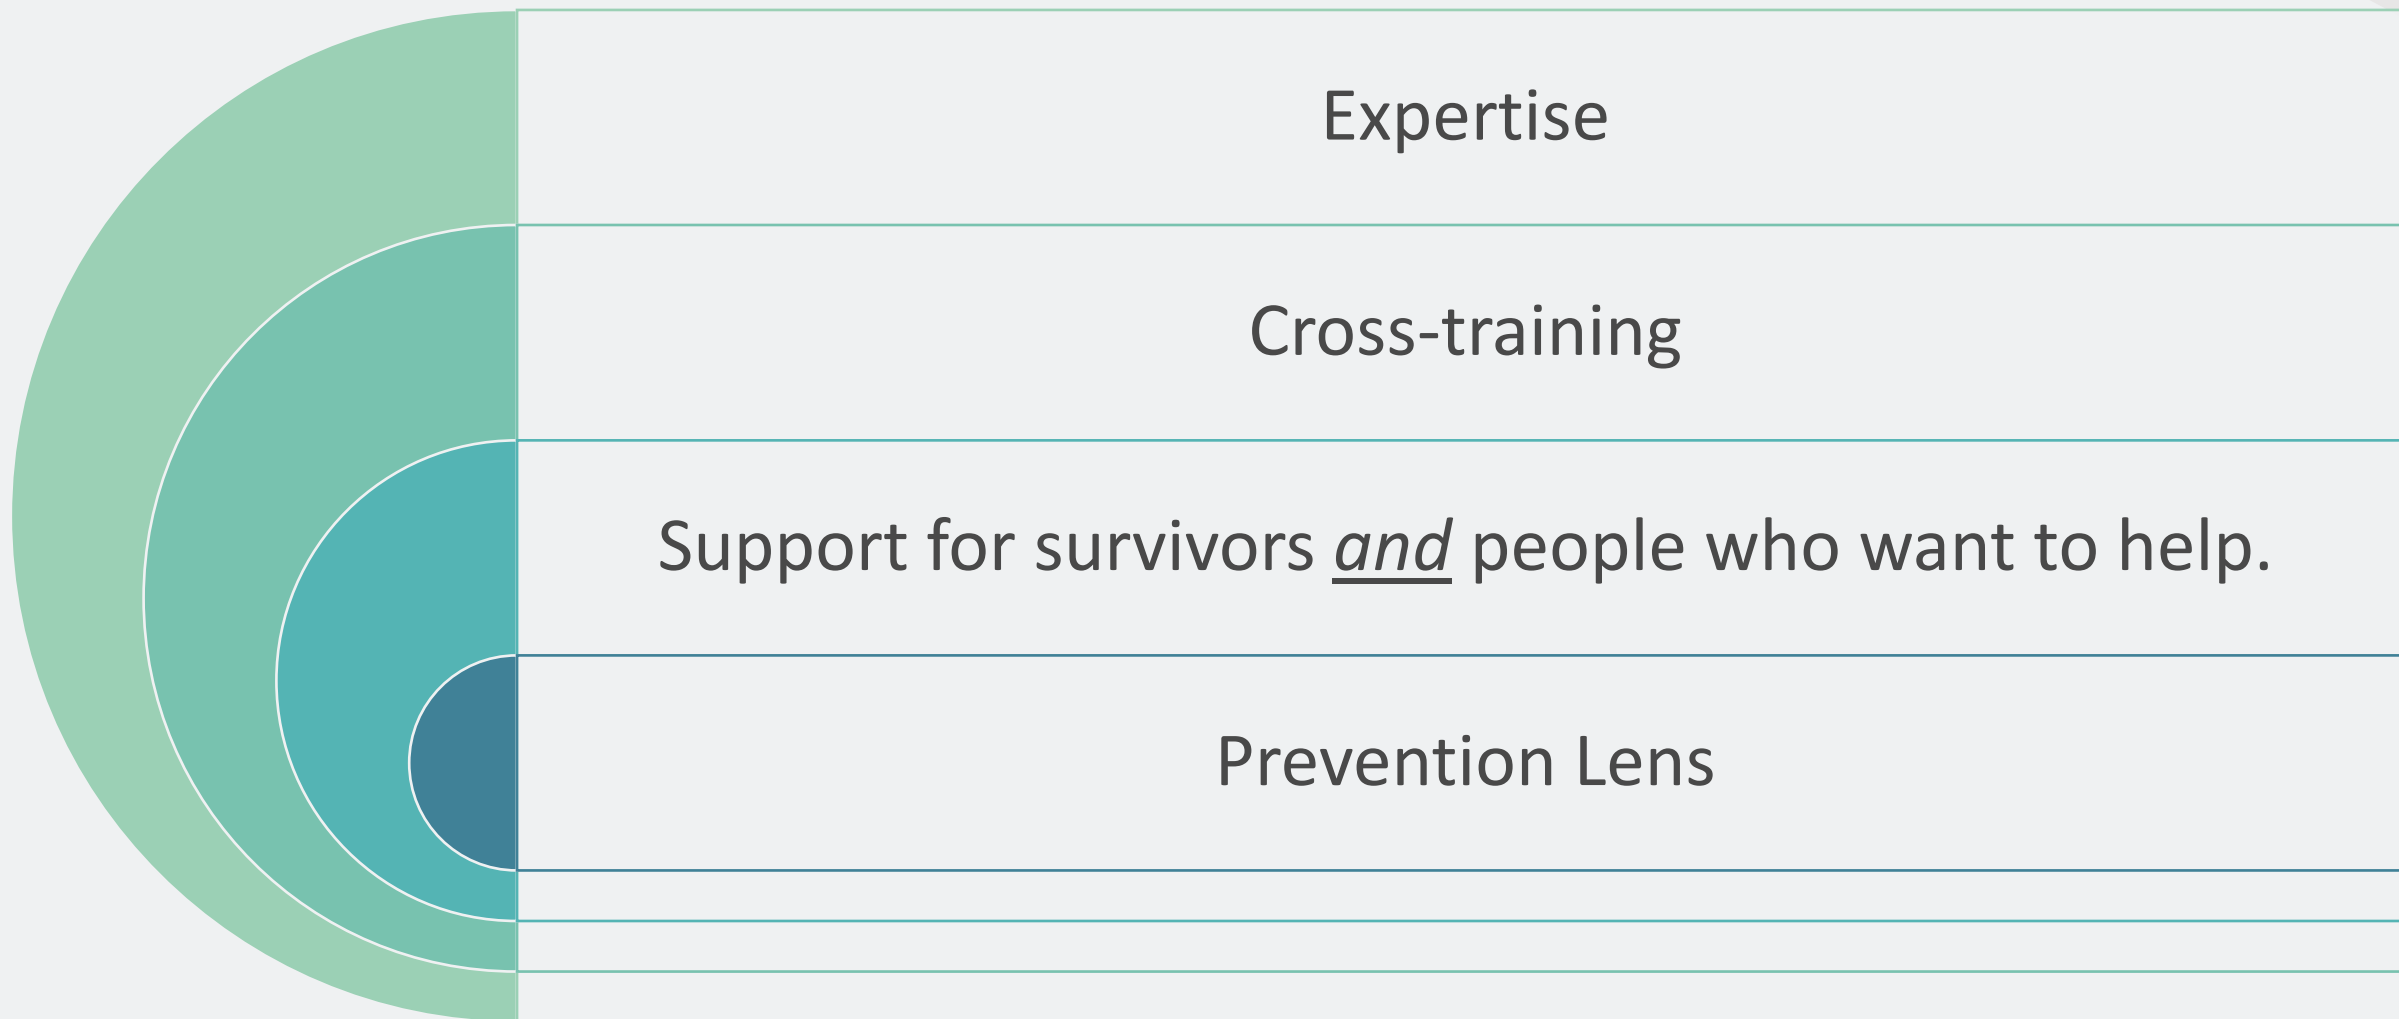 Expertise
Cross-training
Support for survivors and people who want to help.
Prevention Lens